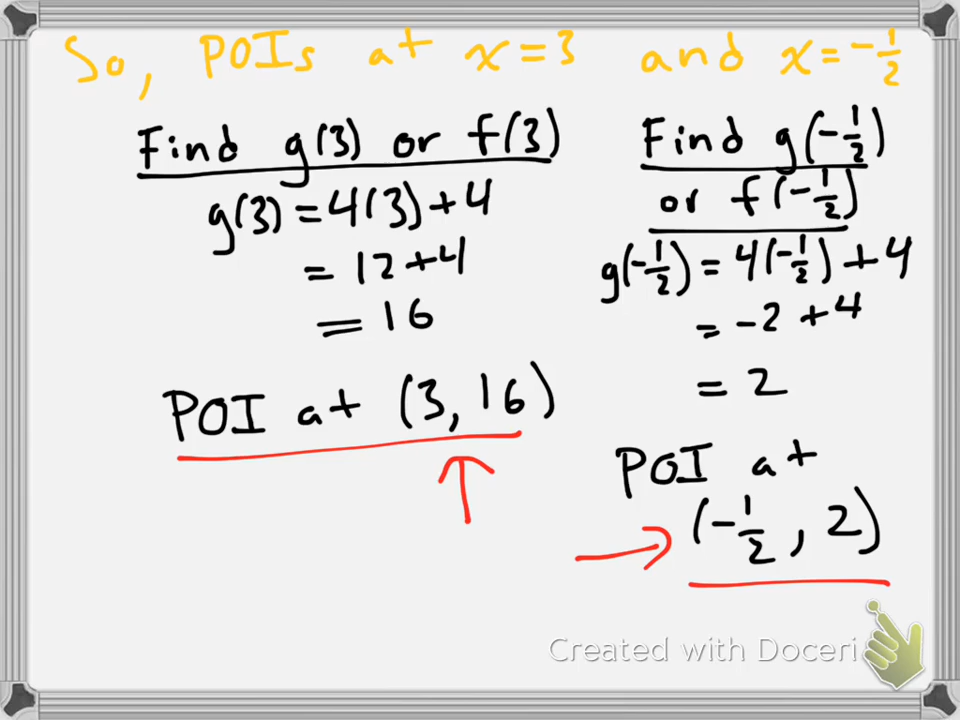 So, POIs at x=3 and x=-1/2
Find g(3) or f(3)
g(3) = 4(3)+4
= 12+4
= 16
POI at (3, 16)
Find g(-1/2)
or f(-1/2)
g(-1/2) = 4(-1/2)+4
= -2 +4
= 2
POI at
(-1/2, 2)
Created with Doceri